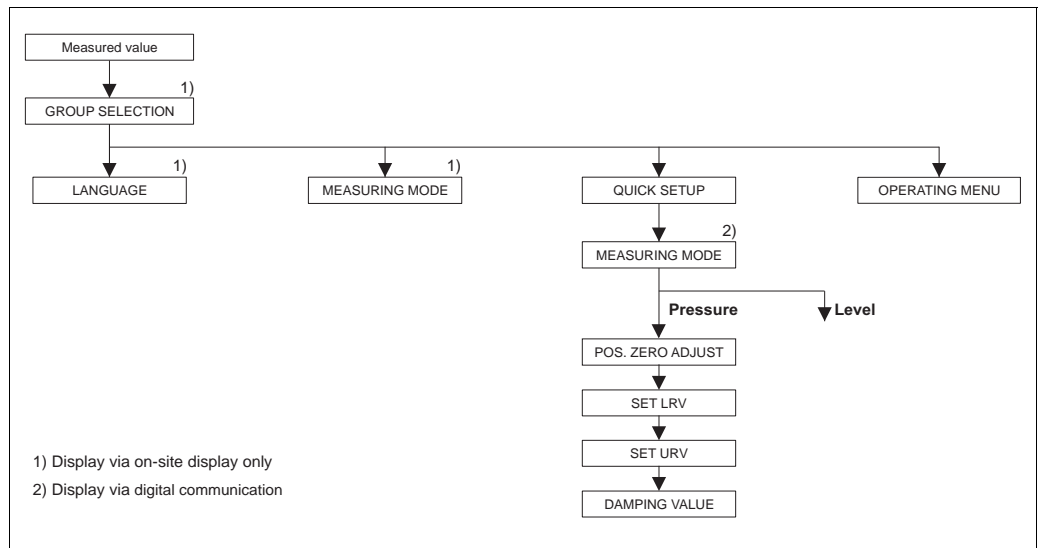 Measured value
1)
GROUP SELECTION
1)
1)
LANGUAGE
MEASURING MODE
QUICK SETUP
OPERATING MENU
2)
MEASURING MODE
Pressure
Level
POS. ZERO ADJUST
SET LRV
SET URV
DAMPING VALUE
1) Display via on-site display only
2) Display via digital communication